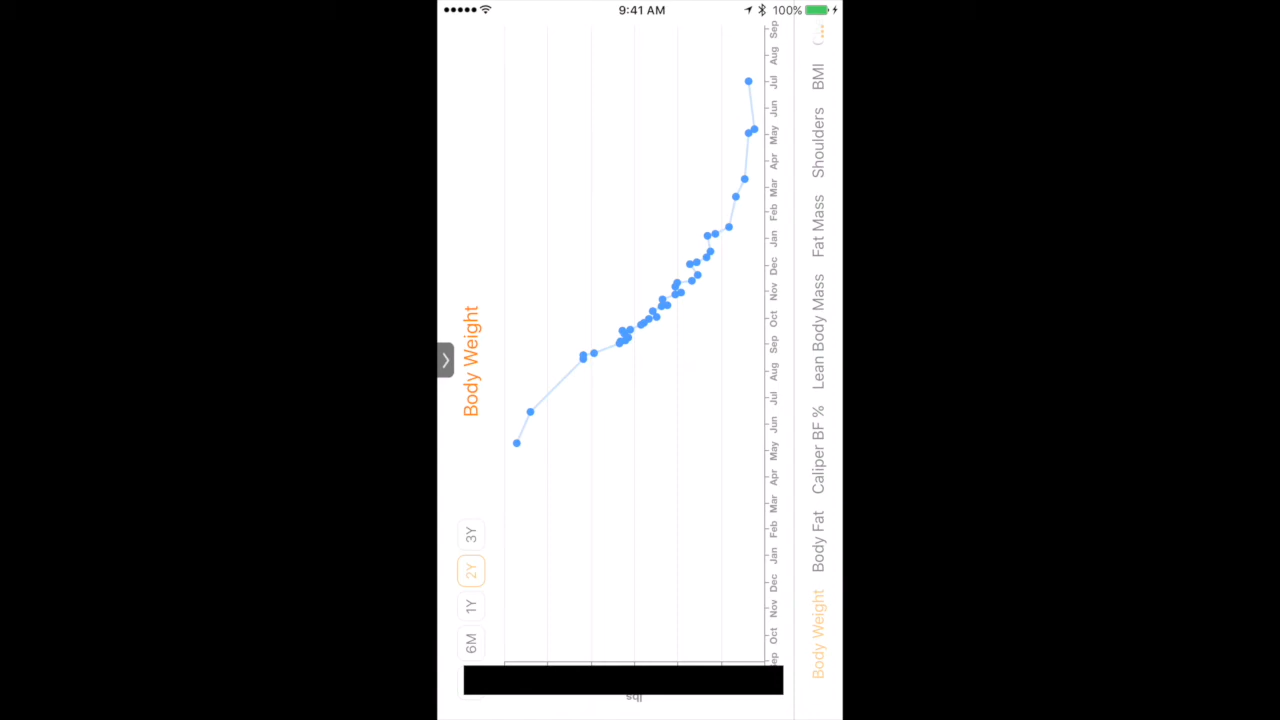 9:41 AM
100%
Body Weight
6M
1Y
2Y
3Y
lbs
Oct
Nov
Dec
Jan
Feb
Mar
Apr
May
Jun
Jul
Aug
Sep
Oct
Nov
Dec
Jan
Feb
Mar
Apr
May
Jun
Jul
Aug
Sep
Body Weight
Body Fat
Caliper BF %
Lean Body Mass
Fat Mass
Shoulders
BMI